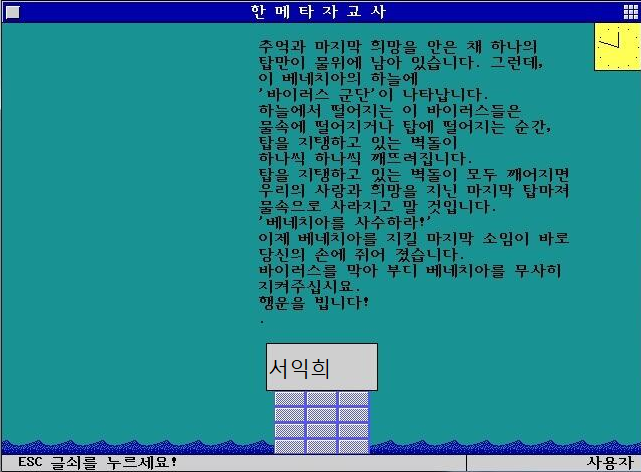 한메타자교사
추억과 마지막 희망을 안은 채 하나의
탑만이 물위에 남아 있습니다. 그런데,
이 베네치아의 하늘에
'바이러스 군단'이 나타납니다.
하늘에서 떨어지는 이 바이러스들은
물속에 떨어지거나 탑에 떨어지는 순간,
탑을 지탱하고 있는 벽돌이
하나씩 하나씩 깨뜨려집니다.
탑을 지탱하고 있는 벽돌이 모두 깨어지면
우리의 사랑과 희망을 지닌 마지막 탑마져
물속으로 사라지고 말 것입니다.
'베네치아를 사수하라!'
이제 베네치아를 지킬 마지막 소임이 바로
당신의 손에 쥐어 졌습니다.
바이러스를 막아 부디 베네치아를 무사히
지켜주십시요.
행운을 빕니다!
.
서익희
ESC 글쇠를 누르세요! 사용자